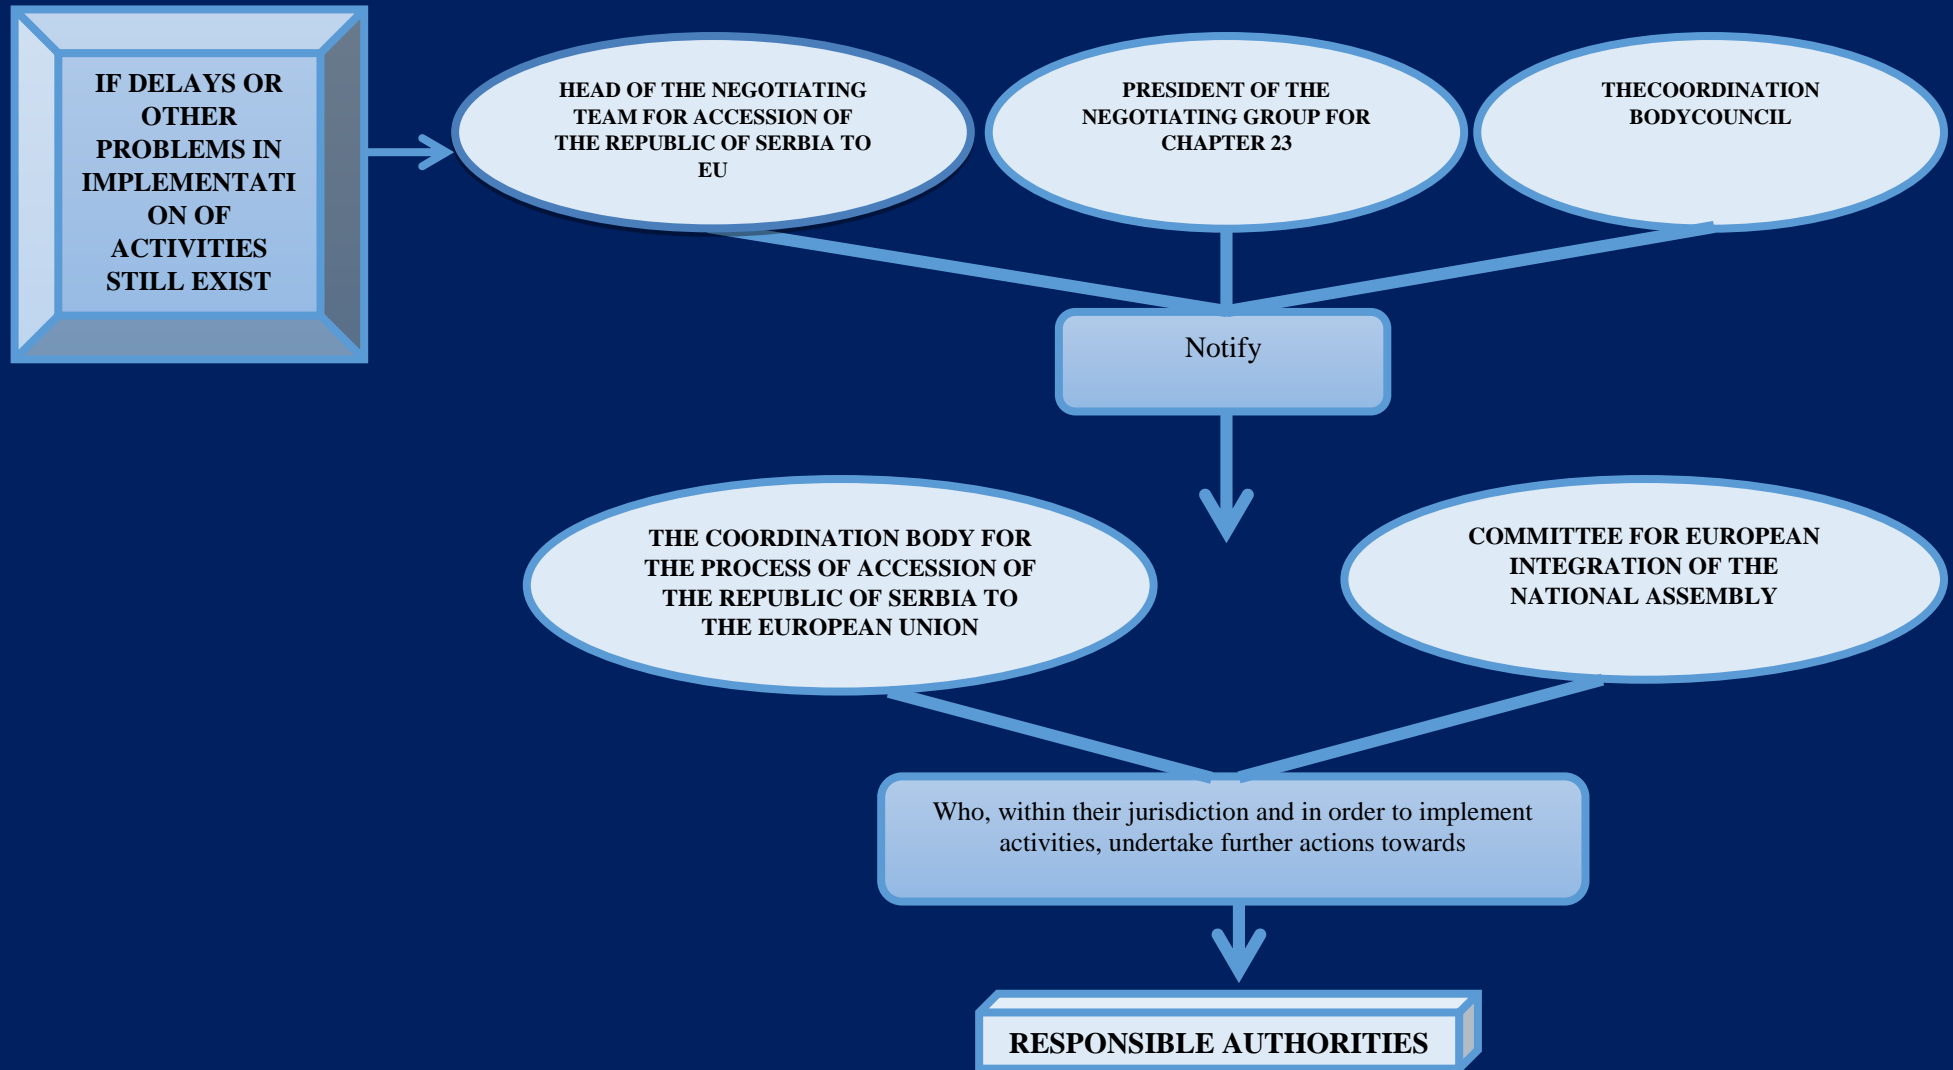 IF DELAYS OR
OTHER
PROBLEMS IN
IMPLEMENTATI
ON OF
ACTIVITIES
STILL EXIST
HEAD OF THE NEGOTIATING
TEAM FOR ACCESSION OF
THE REPUBLIC OF SERBIA TO
EU
PRESIDENT OF THE
NEGOTIATING GROUP FOR
CHAPTER 23
THECOORDINATION
BODYCOUNCIL
Notify
THE COORDINATION BODY FOR
THE PROCESS OF ACCESSION OF
THE REPUBLIC OF SERBIA TO
THE EUROPEAN UNION
COMMITTEE FOR EUROPEAN
INTEGRATION OF THE
NATIONAL ASSEMBLY
Who, within their jurisdiction and in order to implement
activities, undertake further actions towards
RESPONSIBLE AUTHORITIES